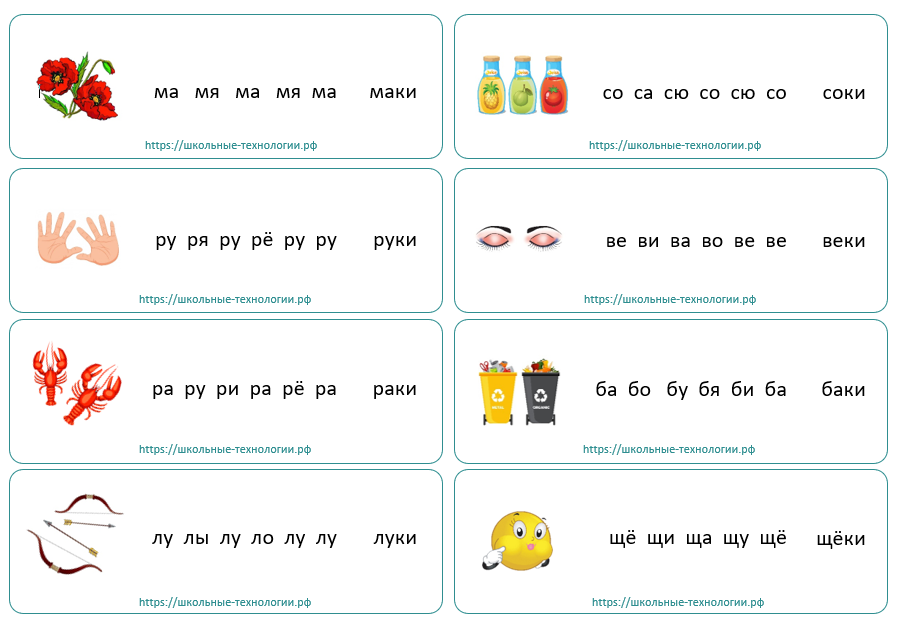 ма мя ма мя ма маки
https://школьные-технологии.рф
со са сю со сю со соки
https://школьные-технологии.рф
ру ря ру рё ру ру руки
https://школьные-технологии.рф
ве ви ва во ве ве веки
https://школьные-технологии.рф
ра ру ри ра рё ра раки
https://школьные-технологии.рф
ба бо бу бя би ба баки
https://школьные-технологии.рф
лу лы лу ло лу лу луки
https://школьные-технологии.рф
щё щи ща щу щё щёки
https://школьные-технологии.рф